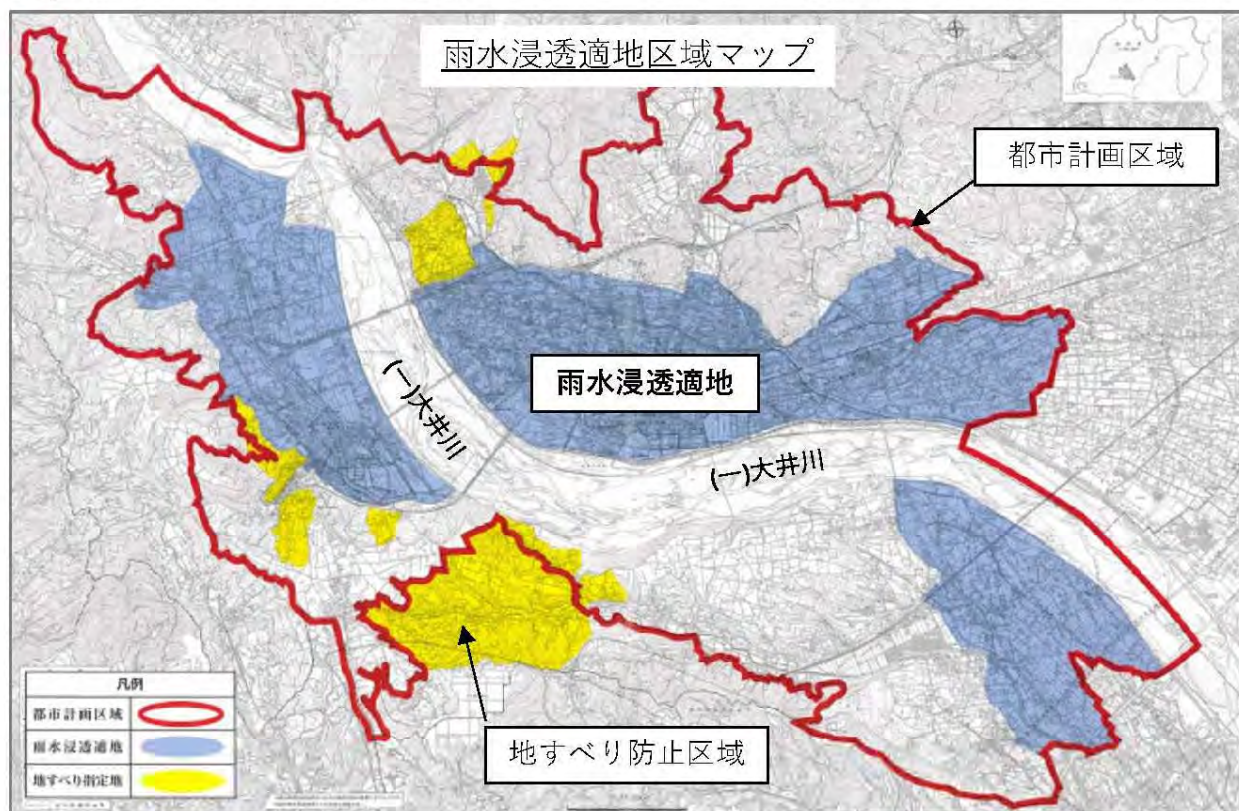 雨水浸透適地区域マップ
都市計画区域
雨水浸透適地
(一)大井川
(一)大井川
地すべり防止区域
凡例
都市計画区域
雨水浸透適地
地すべり指定地